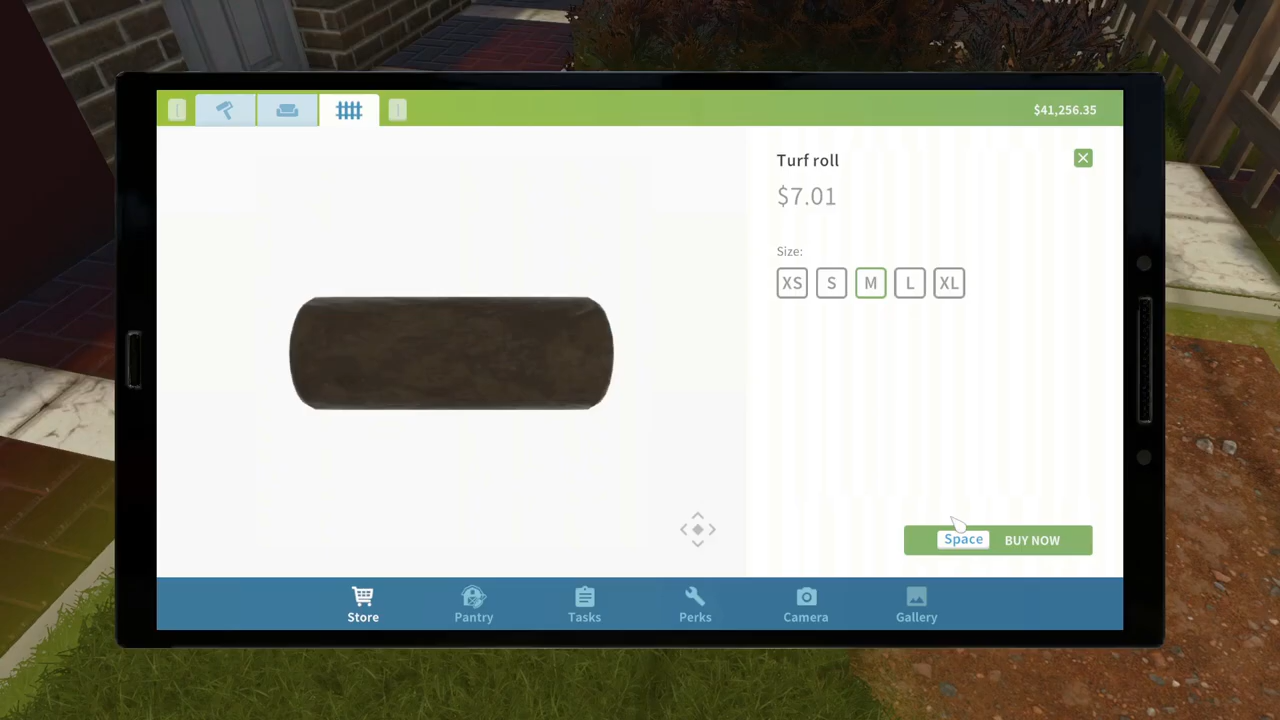 $41,256.35
Turf roll
$7.01
Size:
XS S M L XL
Space BUY NOW
Store Pantry Tasks Perks Camera Gallery